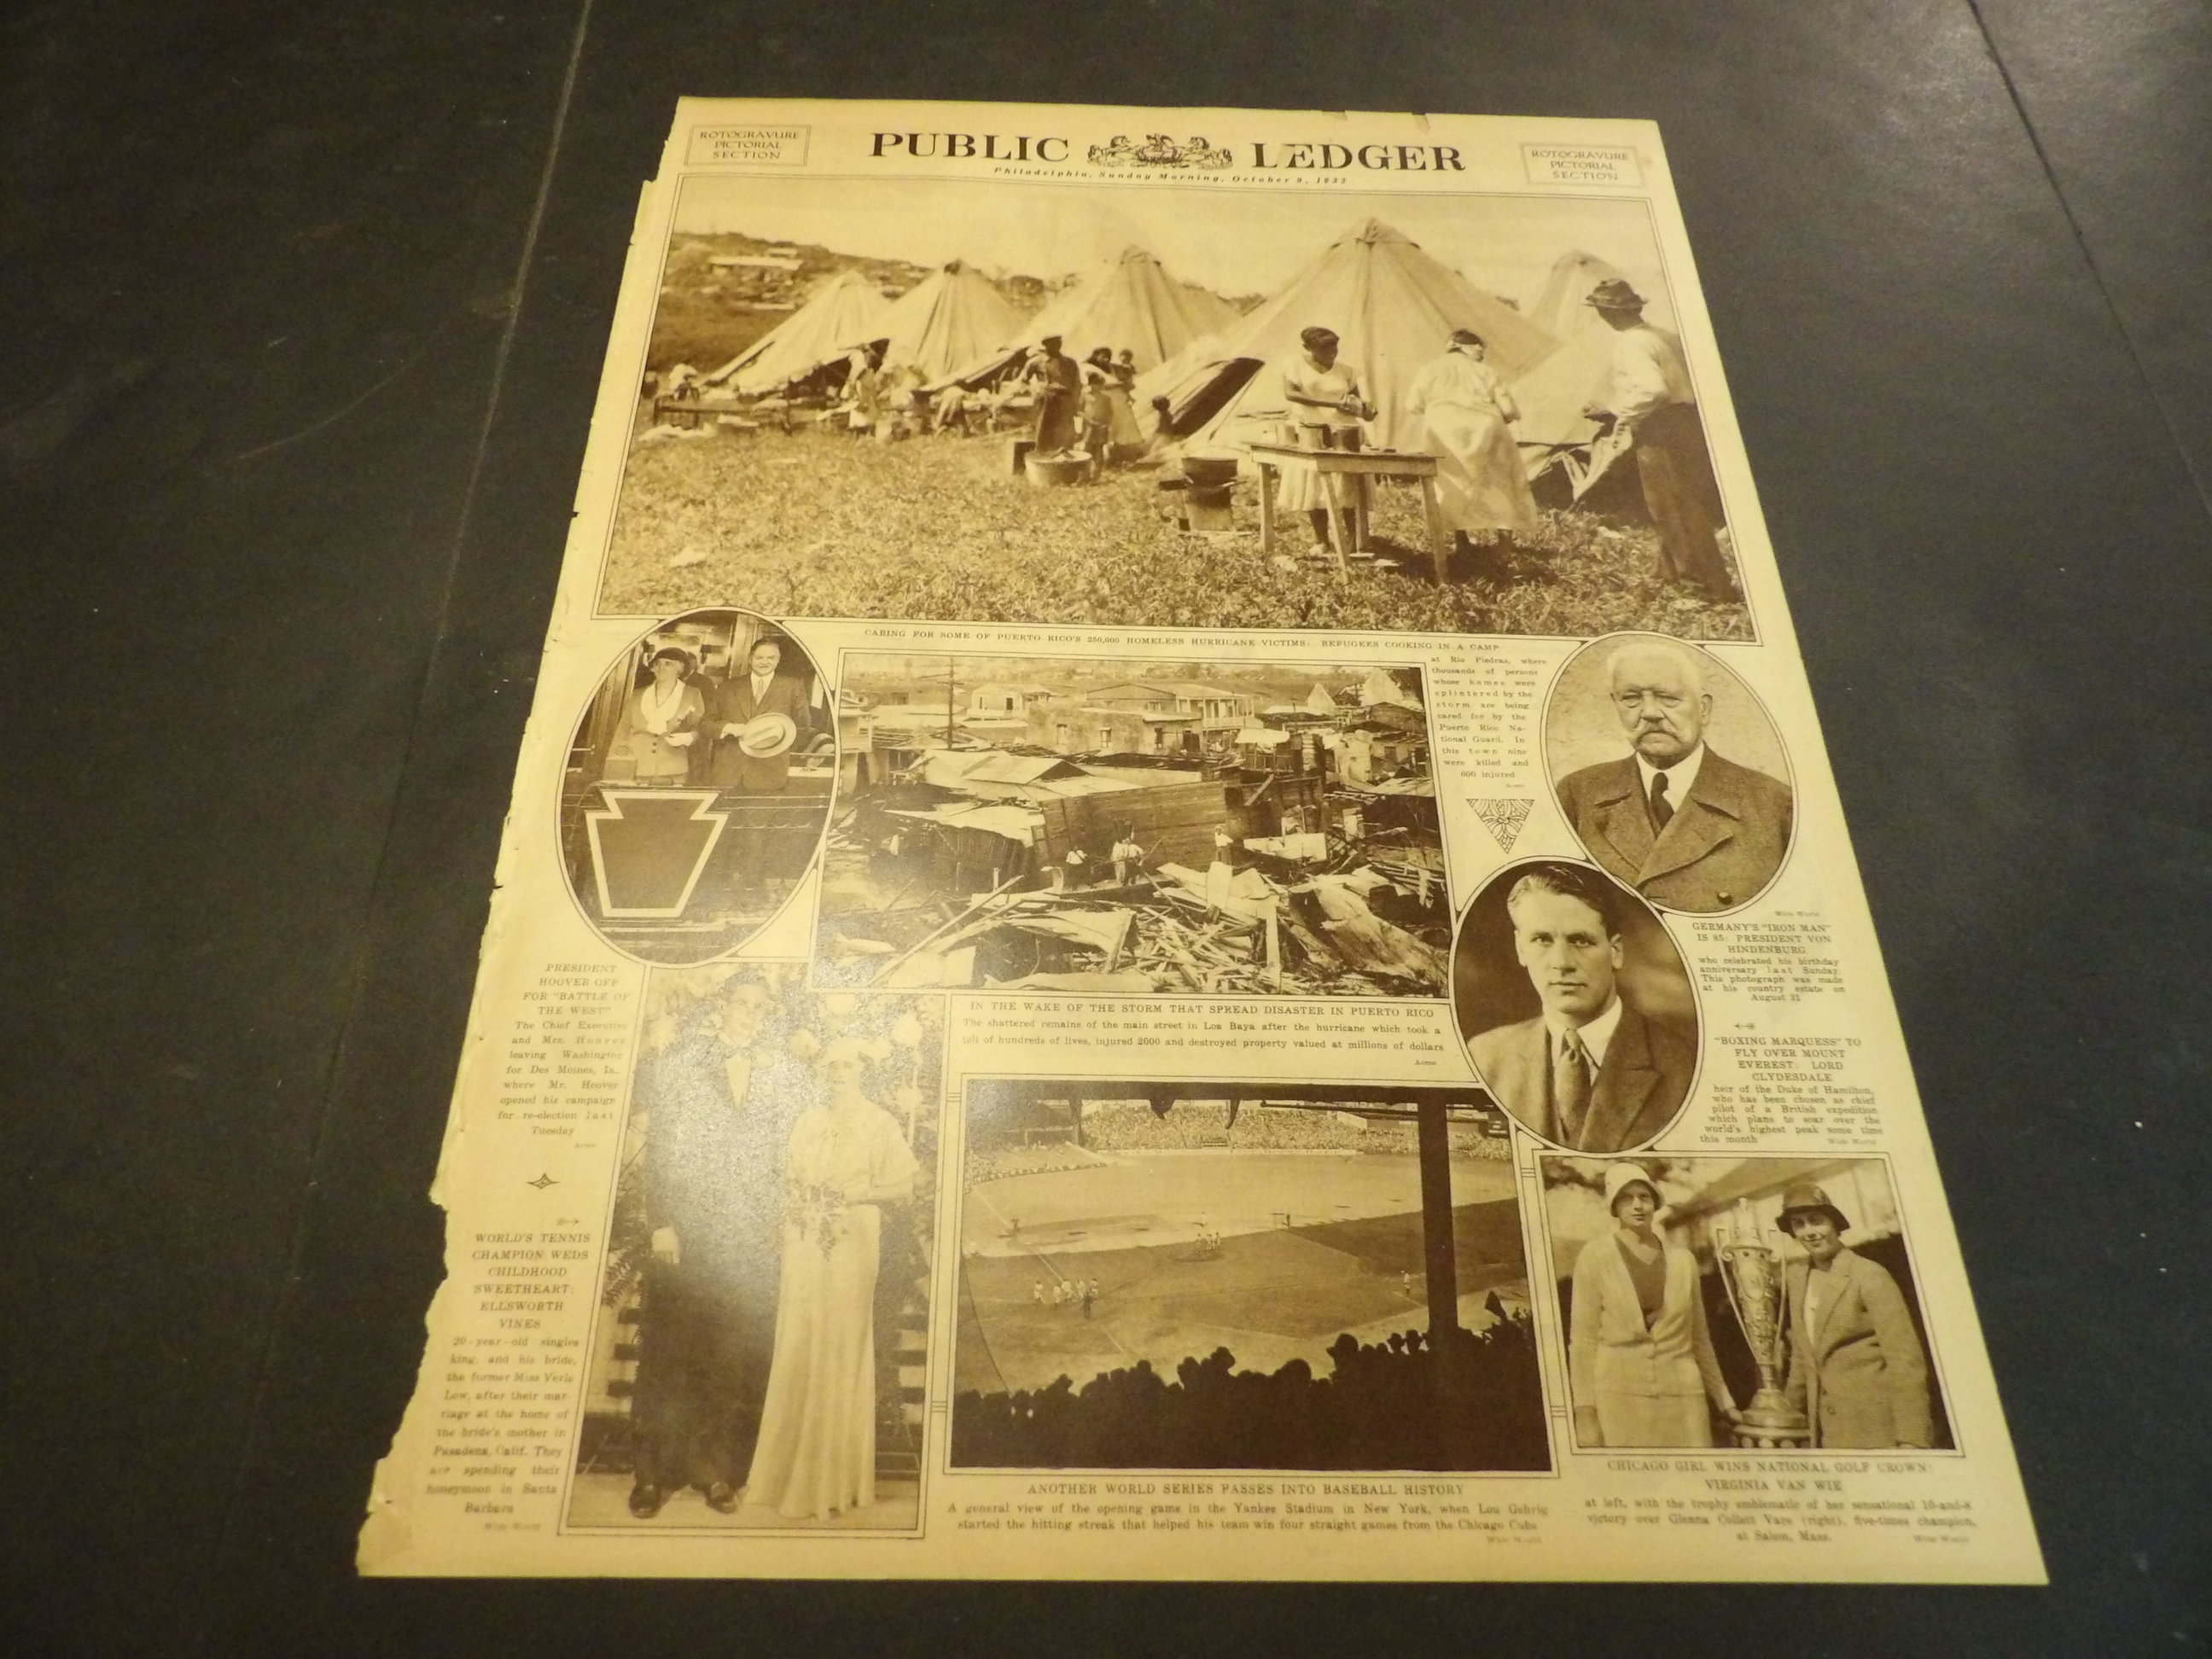 ROTOGRAVURE
PICTORIAL
SECTION
PUBLIC LEDGER
Philadelphia, Sunday Morning, October 9, 1932
ROTOGRAVURE
PICTORIAL
SECTION
CARING FOR SOME OF PUERTO RICO'S 250,000 HOMELESS HURRICANE VICTIMS: REFUGEES COOKING IN A CAMP
at Rio Piedras, where
thousands of persons
whose homes were
splintered by the
storm are being
cared for by the
Puerto Rico Na-
tional Guard. In
this town nine
were killed and
600 injured
Acme
PRESIDENT
HOOVER OFF
FOR "BATTLE OF
THE WEST"
The Chief Executive
and Mrs. Hoover
leaving Washington
for Des Moines, Ia.,
where Mr. Hoover
opened his campaign
for re-election last
Tuesday
Acme
IN THE WAKE OF THE STORM THAT SPREAD DISASTER IN PUERTO RICO
The shattered remains of the main street in Loa Baya after the hurricane which took a
toll of hundreds of lives, injured 2000 and destroyed property valued at millions of dollars
Acme
Wide World
GERMANY'S "IRON MAN"
IS 85: PRESIDENT VON
HINDENBURG
who celebrated his birthday
anniversary last Sunday.
This photograph was made
at his country estate on
August 31
"BOXING MARQUESS" TO
FLY OVER MOUNT
EVEREST: LORD
CLYDESDALE
heir of the Duke of Hamilton,
who has been chosen as chief
pilot of a British expedition
which plans to soar over the
world's highest peak some time
this month
Wide World
WORLD'S TENNIS
CHAMPION WEDS
CHILDHOOD
SWEETHEART:
ELLSWORTH
VINES
20-year-old singles
king, and his bride,
the former Miss Verle
Low, after their mar-
riage at the home of
the bride's mother in
Pasadena, Calif. They
are spending their
honeymoon in Santa
Barbara
Wide World
ANOTHER WORLD SERIES PASSES INTO BASEBALL HISTORY
A general view of the opening game in the Yankee Stadium in New York, when Lou Gehrig
started the hitting streak that helped his team win four straight games from the Chicago Cubs
Wide World
CHICAGO GIRL WINS NATIONAL GOLF CROWN:
VIRGINIA VAN WIE
at left, with the trophy emblematic of her sensational 10-and-8
victory over Glenna Collett Vare (right), five-times champion,
at Salem, Mass.
Wide World